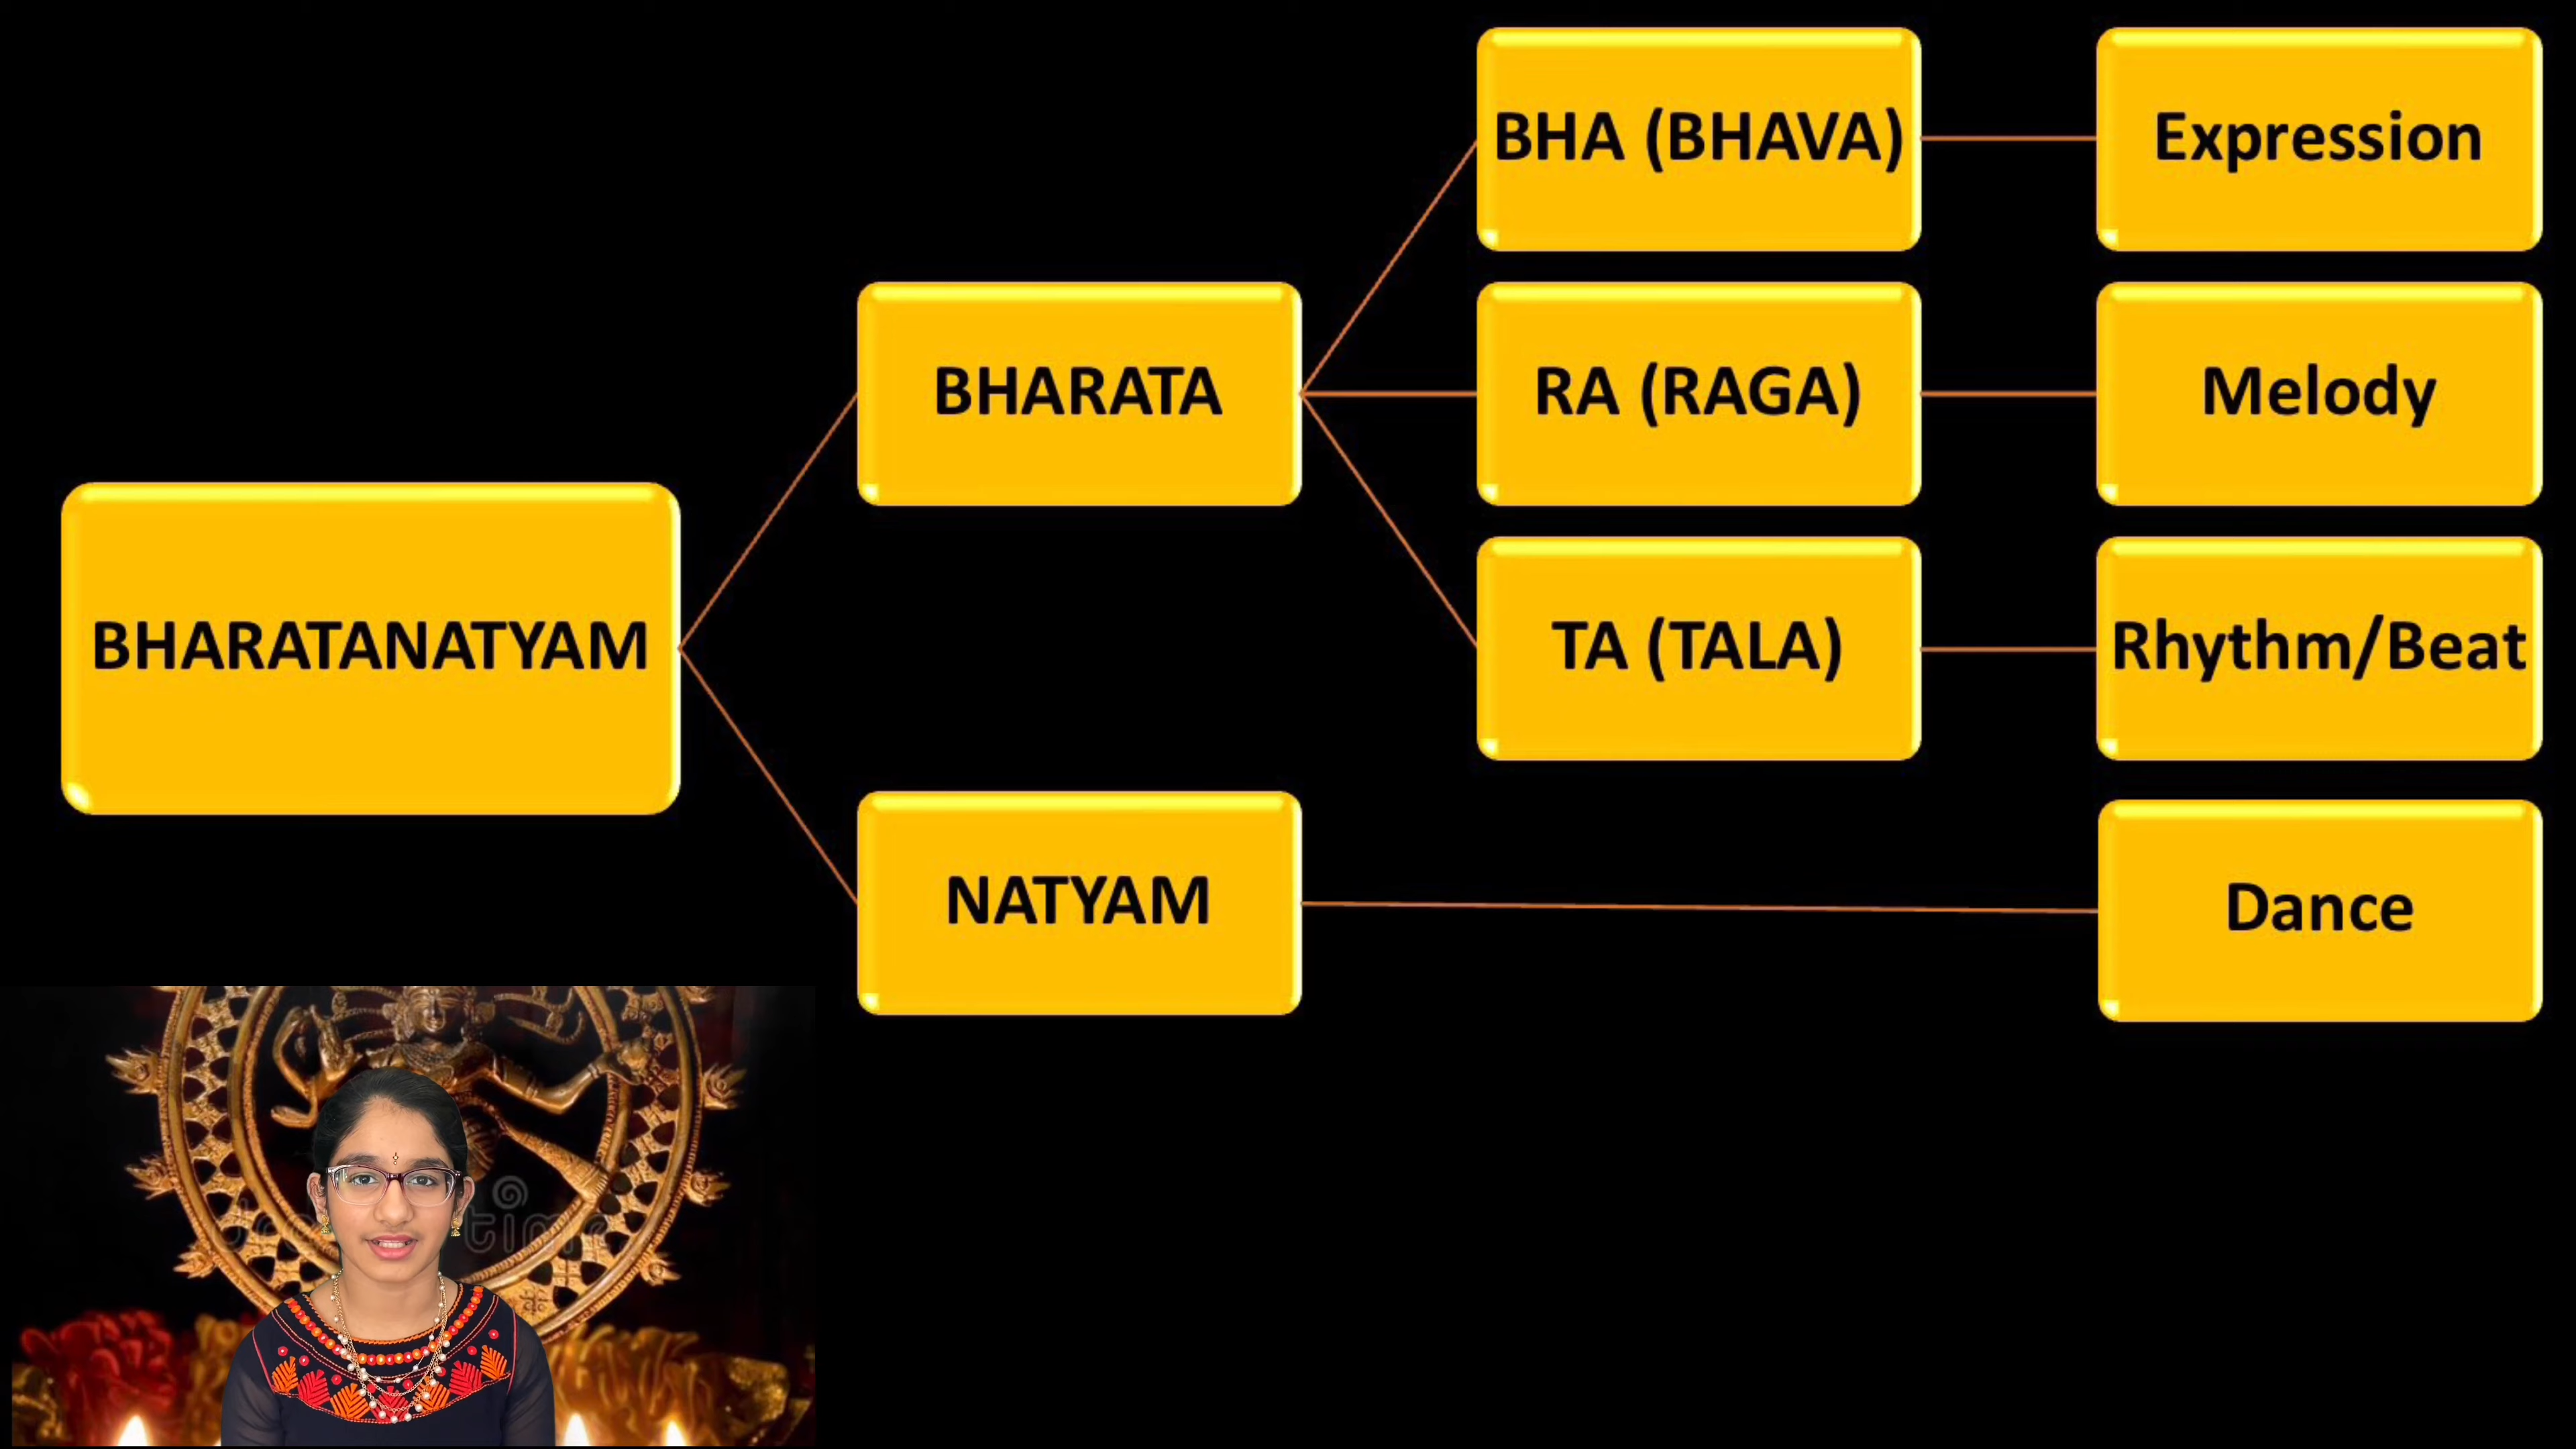 BHA (BHAVA)
Expression
BHARATA
RA (RAGA)
Melody
BHARATANATYAM
TA (TALA)
Rhythm/Beat
NATYAM
Dance